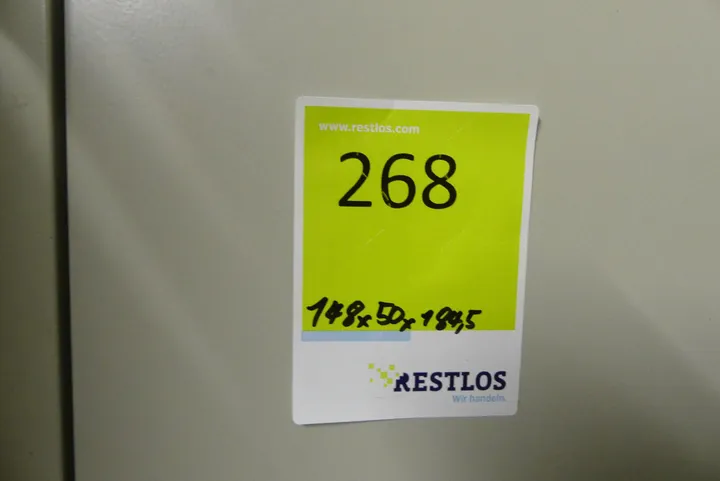 www.restlos.com
268
148x50x184,5
RESTLOS
Wir handeln.